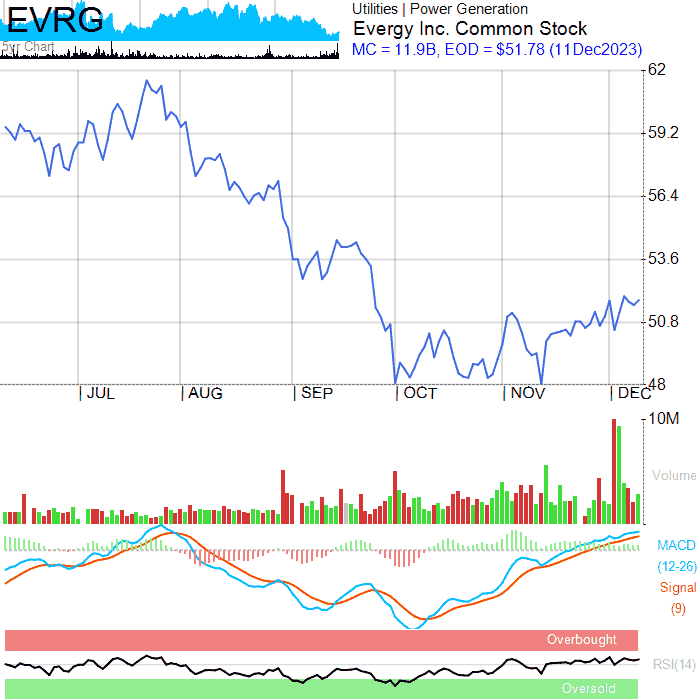 EVRG
5yr Chart
Utilities | Power Generation
Evergy Inc. Common Stock
MC = 11.9B, EOD = $51.78 (11Dec2023)
62
59.2
56.4
53.6
50.8
48
JUL AUG SEP OCT NOV DEC
10M
Volume
MACD
(12-26)
Signal
(9)
Overbought
RSI(14)
Oversold